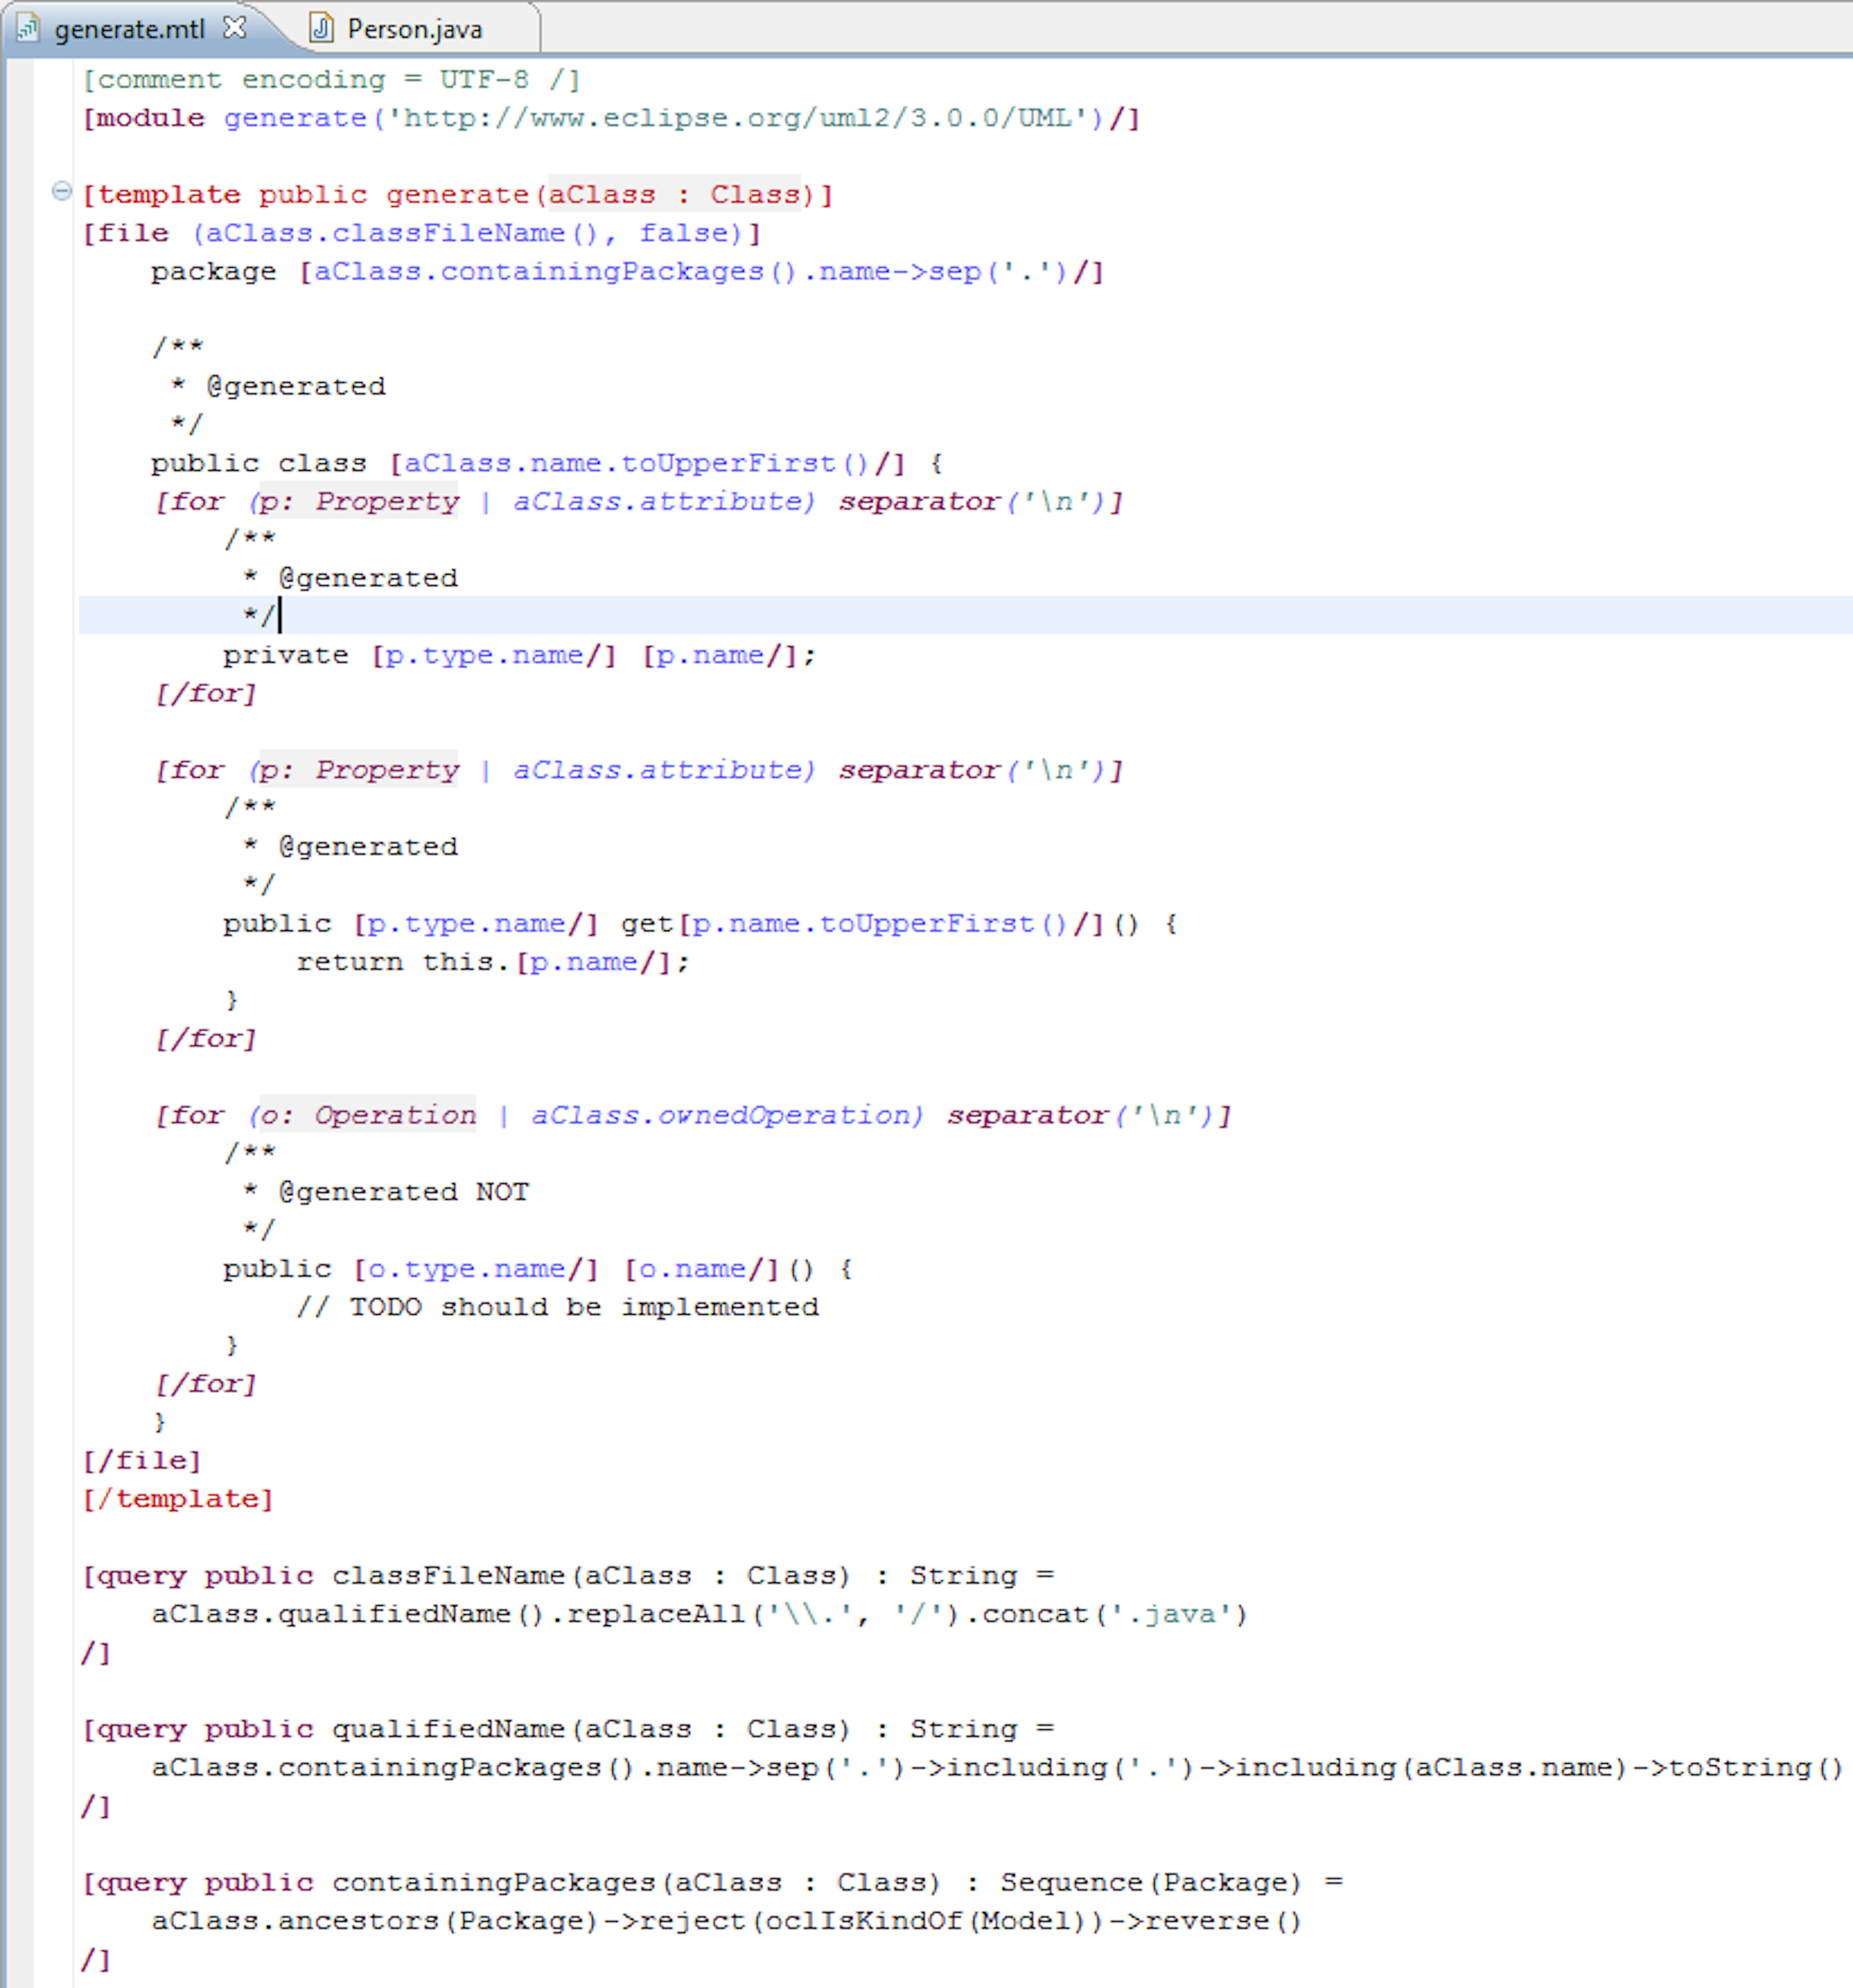 generate.mtl Person.java
[comment encoding = UTF-8 /]
[module generate('http://www.eclipse.org/uml2/3.0.0/UML')/]
[template public generate(aClass : Class)]
[file (aClass.classFileName(), false)]
package [aClass.containingPackages().name->sep('.')/]
/**
* @generated
*/
public class [aClass.name.toUpperFirst()/] {
[for (p: Property | aClass.attribute) separator('\n')]
/**
* @generated
*/
private [p.type.name/] [p.name/];
[/for]
[for (p: Property | aClass.attribute) separator('\n')]
/**
* @generated
*/
public [p.type.name/] get[p.name.toUpperFirst()/]() {
return this.[p.name/];
}
[/for]
[for (o: Operation | aClass.ownedOperation) separator('\n')]
/**
* @generated NOT
*/
public [o.type.name/] [o.name/]() {
// TODO should be implemented
}
[/for]
}
[/file]
[/template]
[query public classFileName(aClass : Class) : String =
aClass.qualifiedName().replaceAll('\\.', '/').concat('.java')
/]
[query public qualifiedName(aClass : Class) : String =
aClass.containingPackages().name->sep('.')->including('.')->including(aClass.name)->toString()
/]
[query public containingPackages(aClass : Class) : Sequence(Package) =
aClass.ancestors(Package)->reject(oclIsKindOf(Model))->reverse()
/]